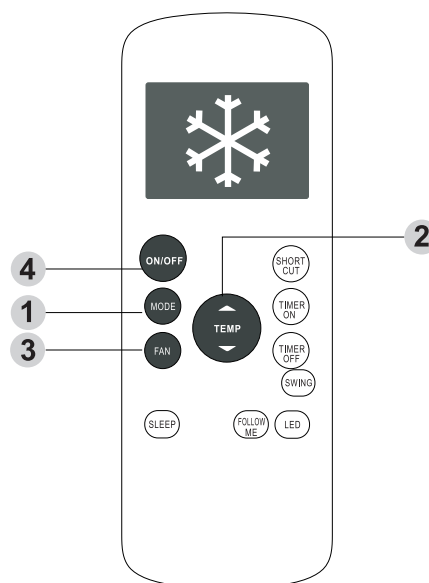 2
4
ON/OFF
SHORT
CUT
1
MODE
TEMP
TIMER
ON
3
FAN
TIMER
OFF
SWING
SLEEP
FOLLOW
ME
LED